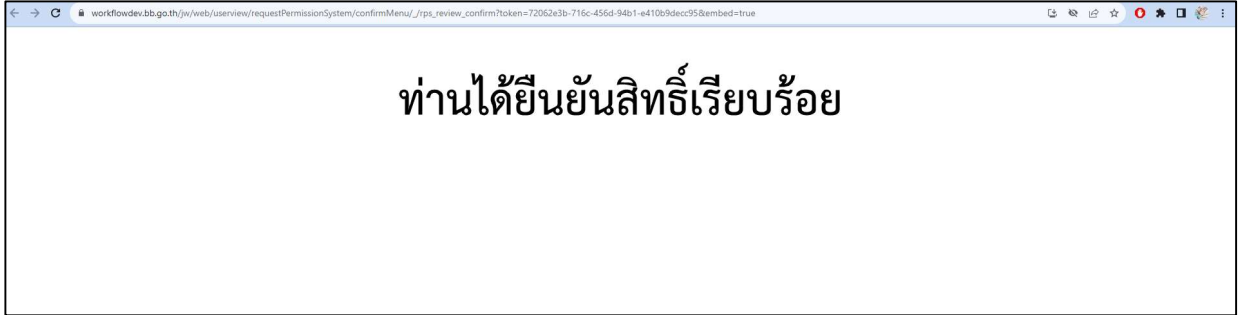 workflowdev.bb.go.th/jw/web/userview/requestPermissionSystem/confirmMenu/_/rps_review_confirm?token=72062e3b-716c-456d-94b1-e410b9decc95&embed=true
ท่านได้ยืนยันสิทธิ์เรียบร้อย